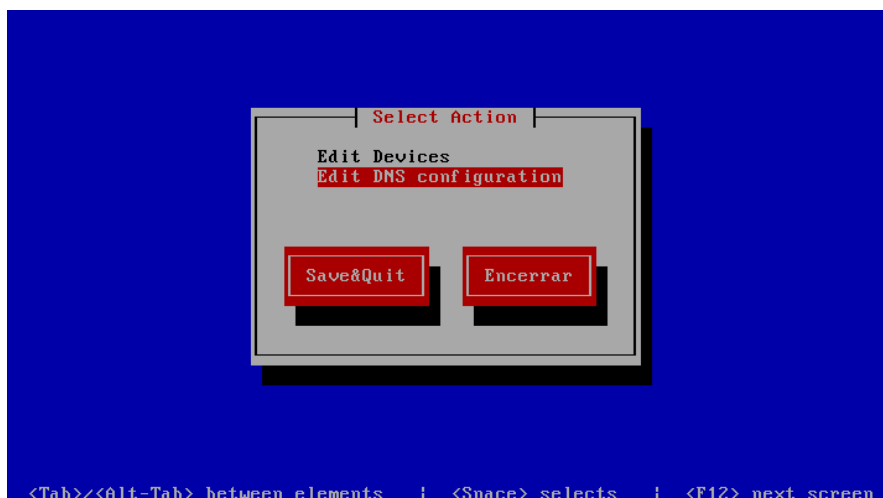 Select Action
Edit Devices
Edit DNS configuration
Save&Quit
Encerrar
<Tab>/<Alt-Tab> between elements | <Space> selects | <F12> next screen